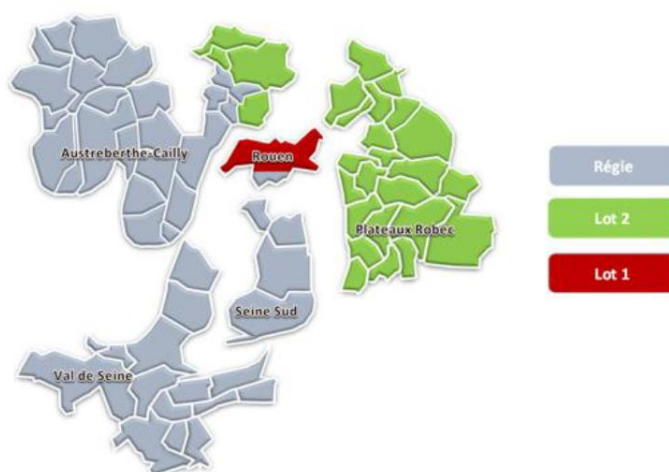 Austreberthe-Cailly
Rouen
Régie
Lot 2
Plateaux Robec
Lot 1
Seine Sud
Val de Seine